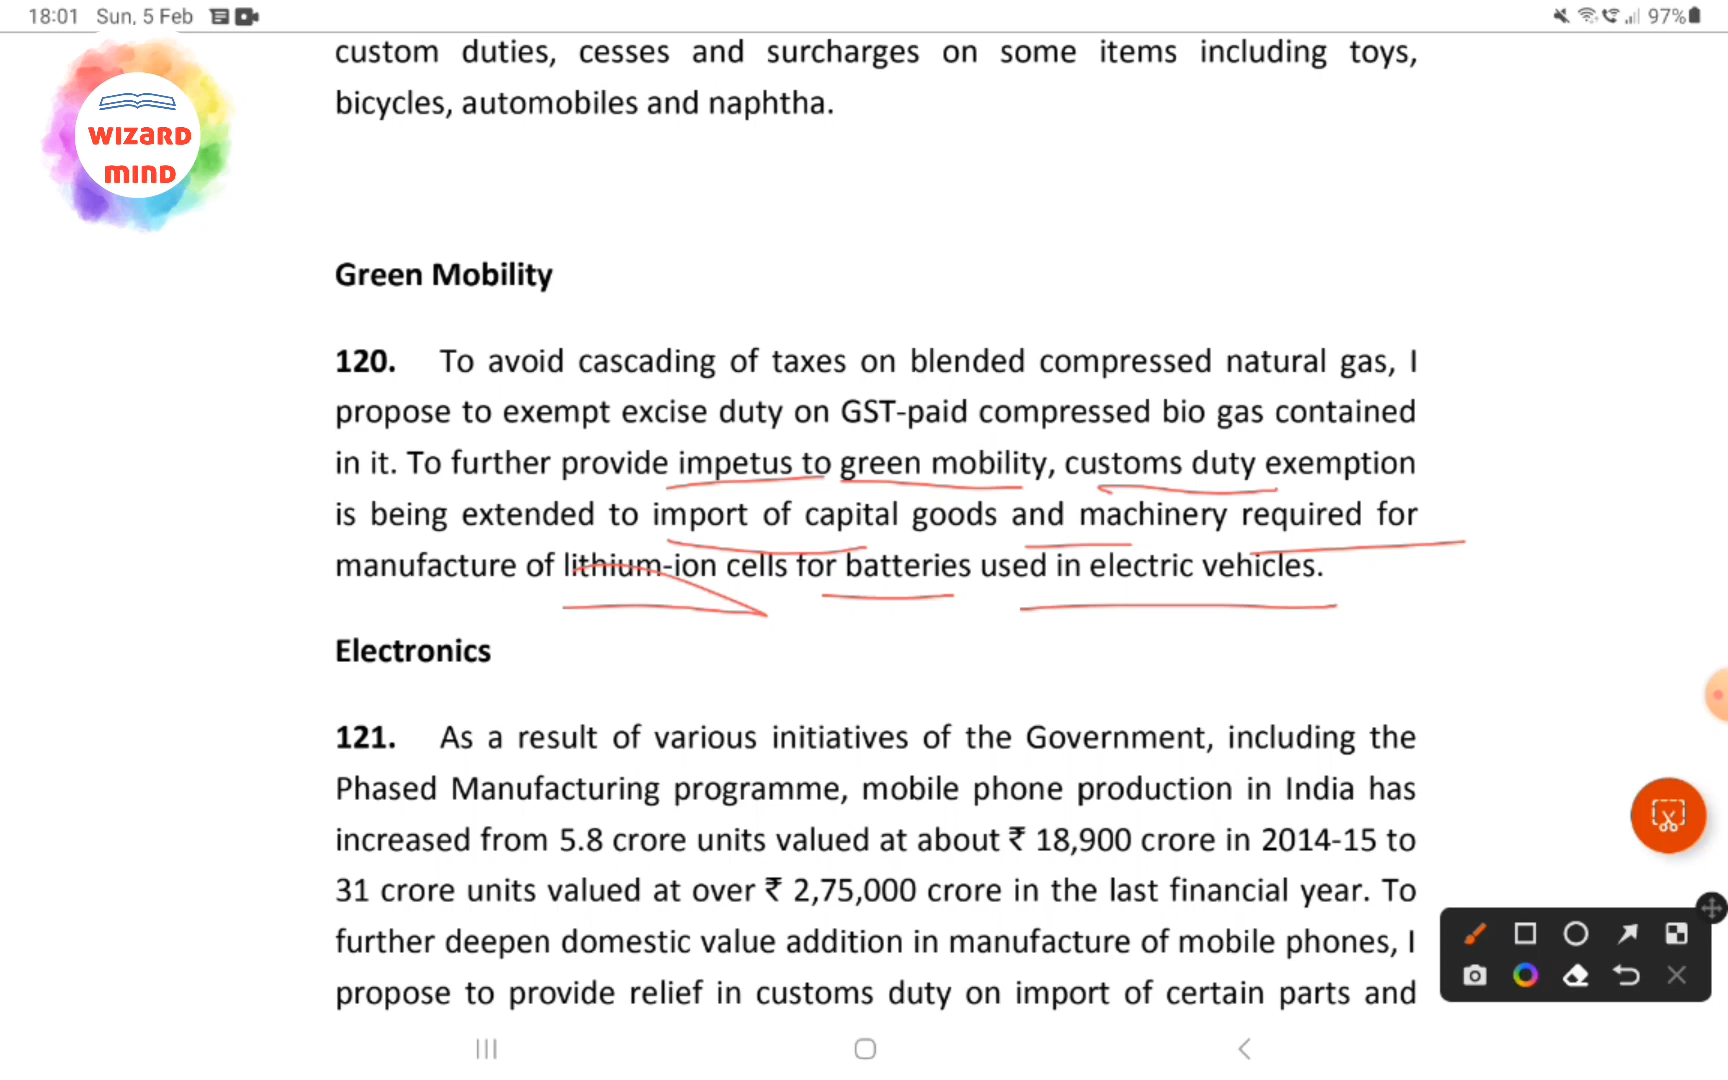 18:01 Sun, 5 Feb
97%
WIZARD
MIND
custom duties, cesses and surcharges on some items including toys,
bicycles, automobiles and naphtha.
Green Mobility
120. To avoid cascading of taxes on blended compressed natural gas, I
propose to exempt excise duty on GST-paid compressed bio gas contained
in it. To further provide impetus to green mobility, customs duty exemption
is being extended to import of capital goods and machinery required for
manufacture of lithium-ion cells for batteries used in electric vehicles.
Electronics
121. As a result of various initiatives of the Government, including the
Phased Manufacturing programme, mobile phone production in India has
increased from 5.8 crore units valued at about ₹ 18,900 crore in 2014-15 to
31 crore units valued at over ₹ 2,75,000 crore in the last financial year. To
further deepen domestic value addition in manufacture of mobile phones, I
propose to provide relief in customs duty on import of certain parts and